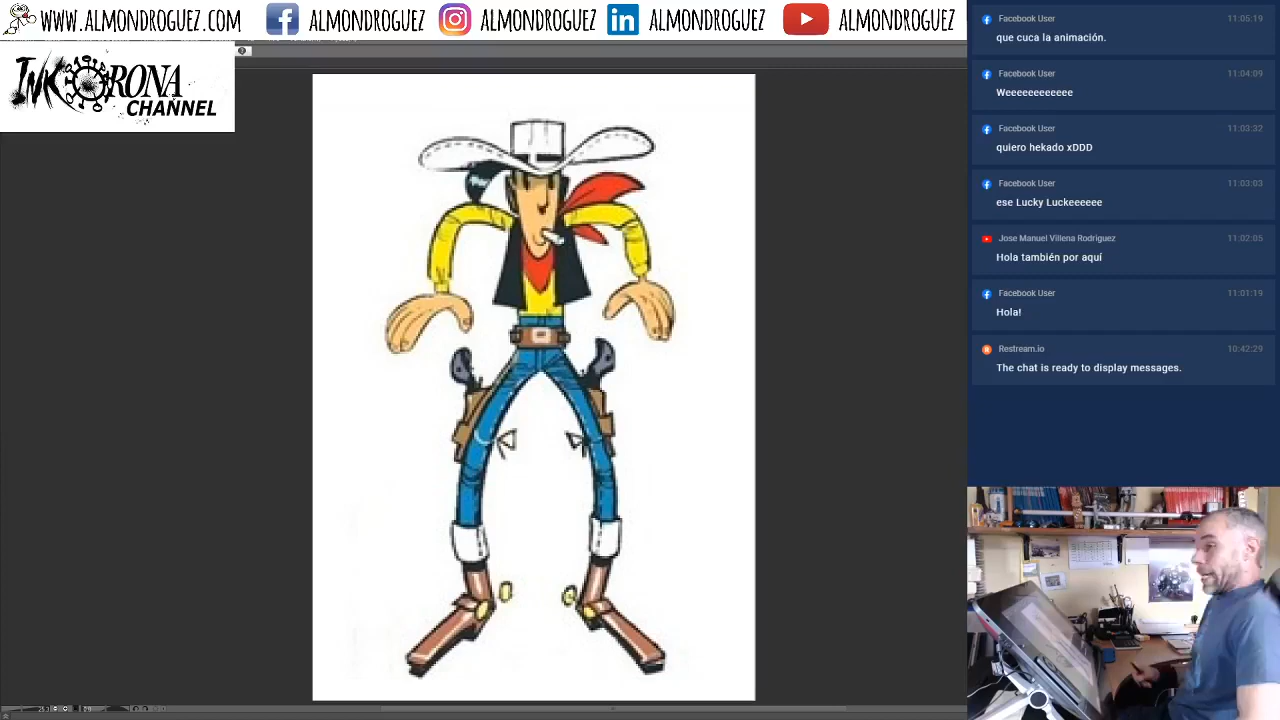 WWW.ALMONDROGUEZ.COM ALMONDROGUEZ ALMONDROGUEZ ALMONDROGUEZ ALMONDROGUEZ
INKORONA
CHANNEL
Facebook User 11:05:19
que cuca la animación.
Facebook User 11:04:09
Weeeeeeeeeeee
Facebook User 11:03:32
quiero hekado xDDD
Facebook User 11:03:03
ese Lucky Luckeeeeee
Jose Manuel Villena Rodriguez 11:02:05
Hola también por aquí
Facebook User 11:01:19
Hola!
Restream.io 10:42:29
The chat is ready to display messages.